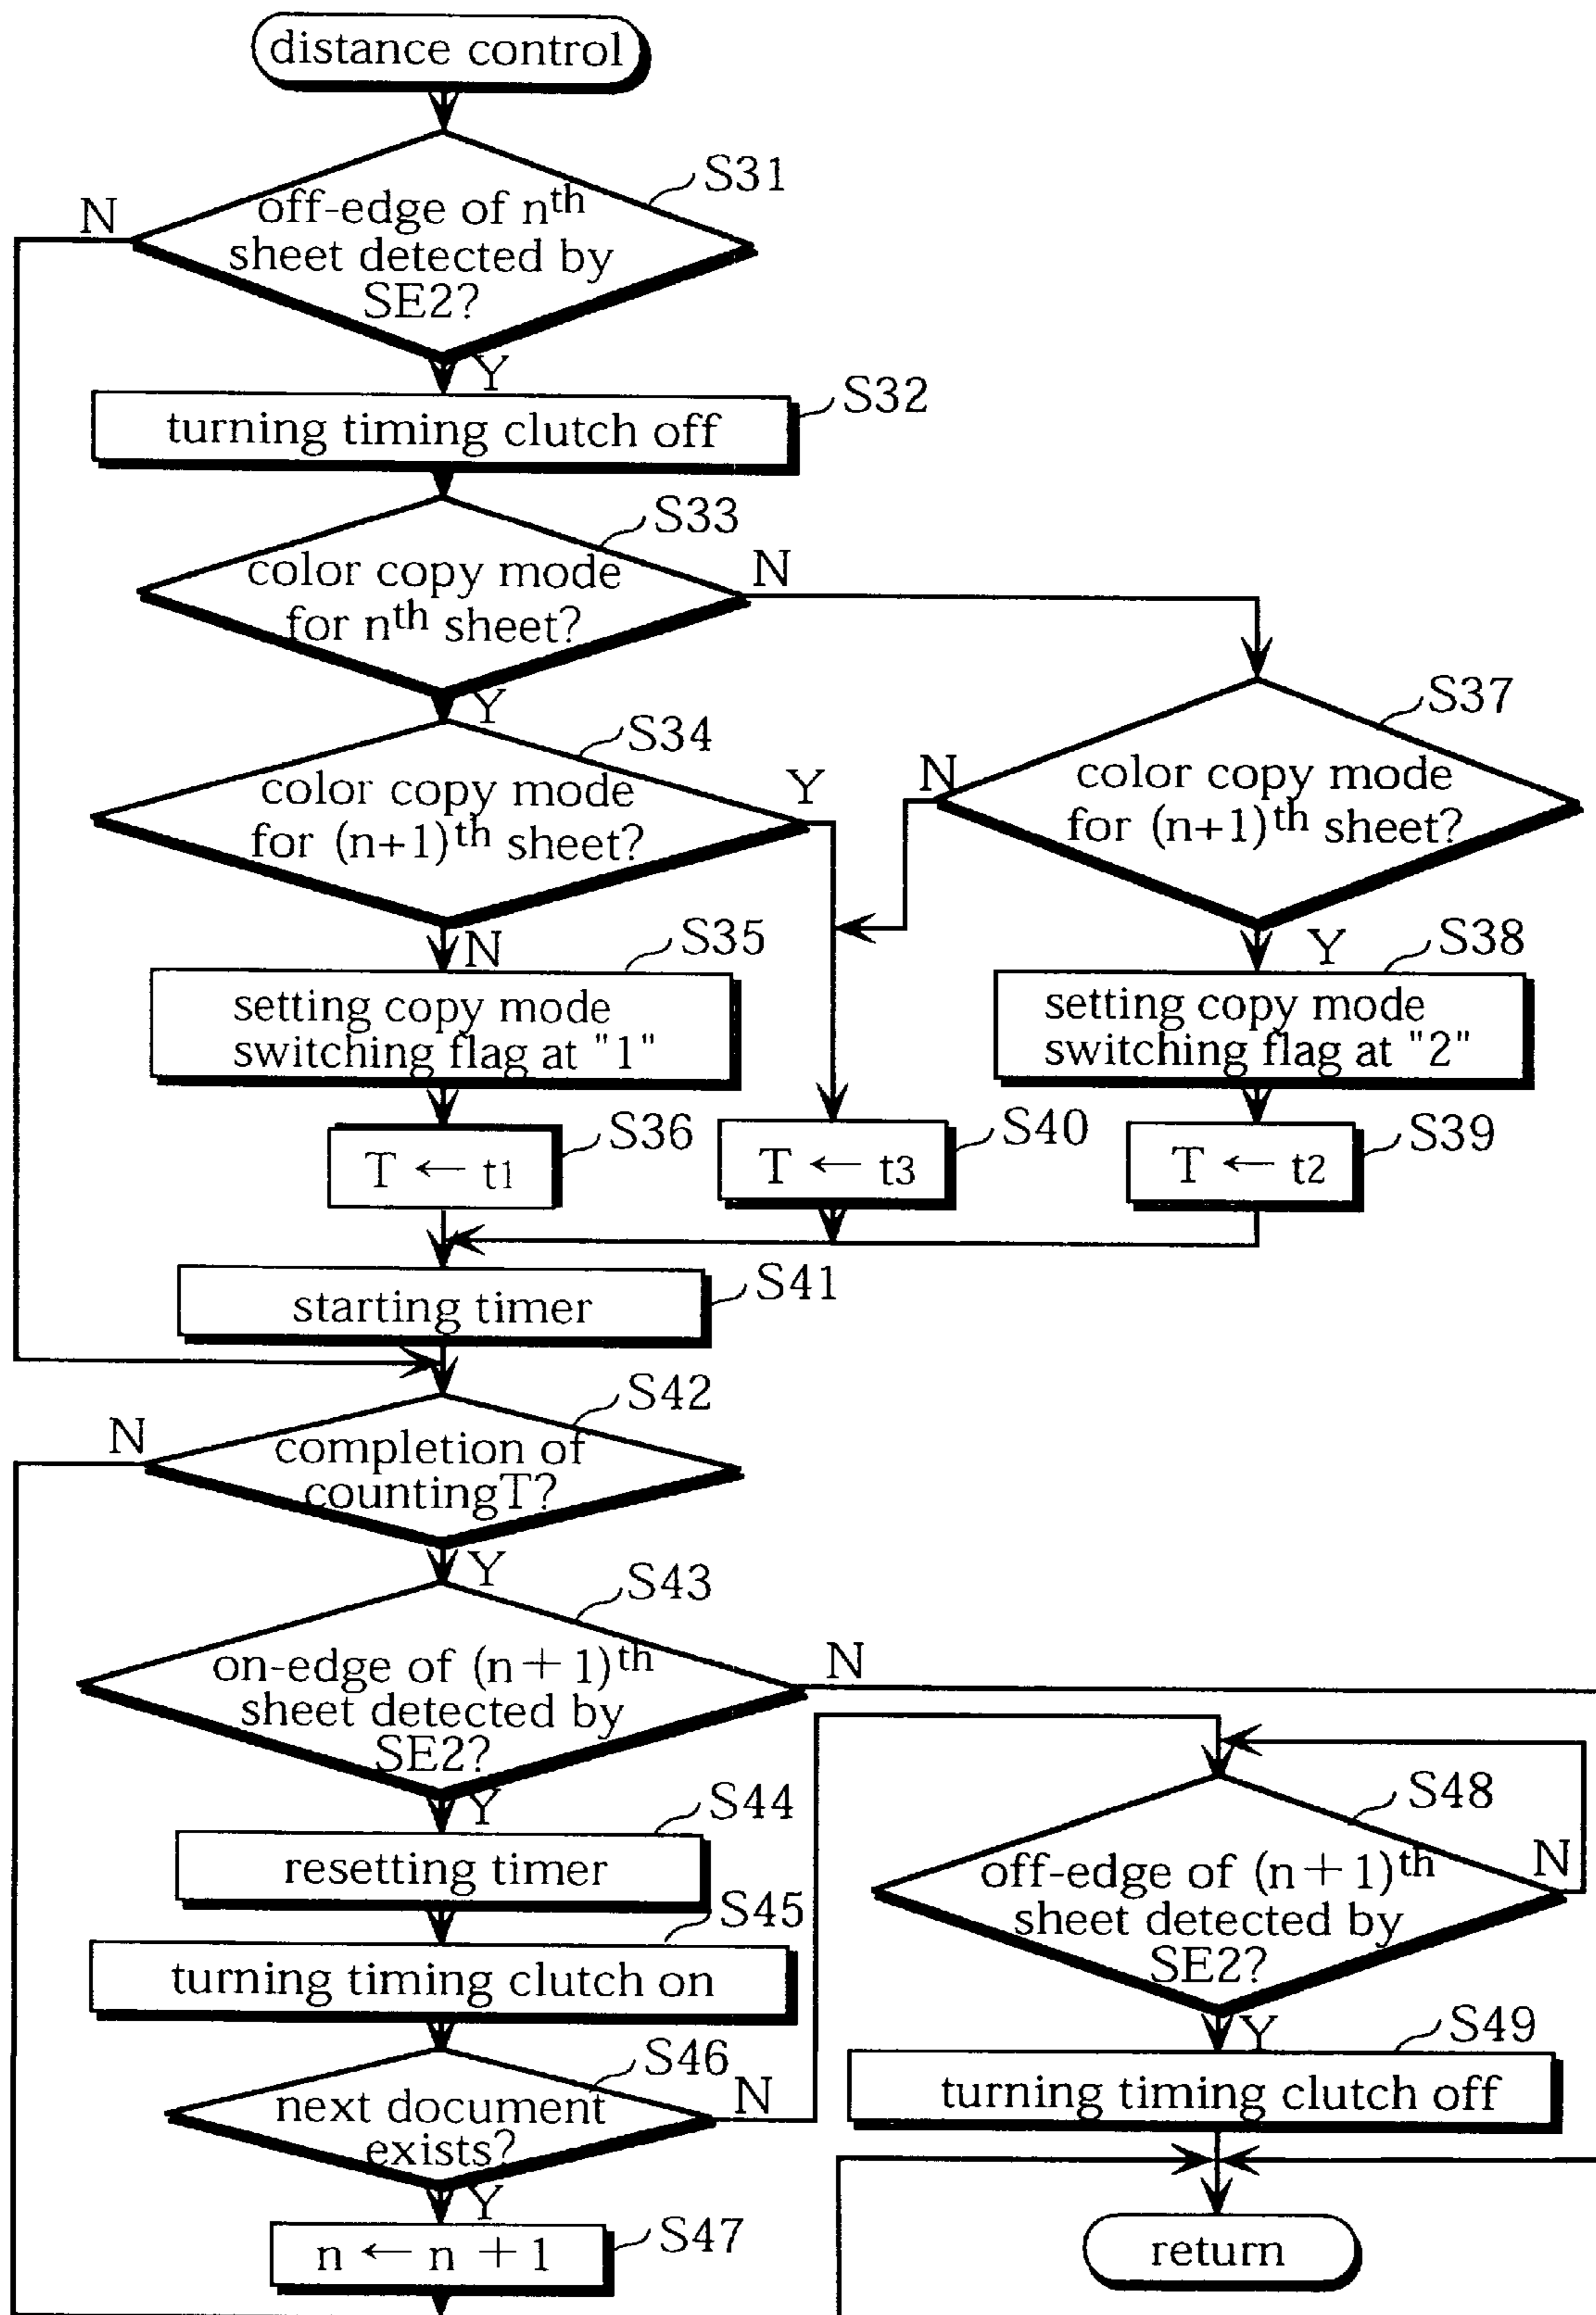 distance control
S31
N
off-edge of nth
sheet detected by
SE2?
Y
S32
turning timing clutch off
S33
color copy mode
for nth sheet?
N
Y
S34
color copy mode
for (n+1)th sheet?
Y
N
S37
color copy mode
for (n+1)th sheet?
N
Y
S35
setting copy mode
switching flag at "1"
S38
setting copy mode
switching flag at "2"
S36
T ← t1
S40
T ← t3
S39
T ← t2
S41
starting timer
S42
N
completion of
countingT?
Y
S43
on-edge of (n+1)th
sheet detected by
SE2?
N
Y
S44
resetting timer
S45
turning timing clutch on
S46
next document
exists?
N
Y
S47
n ← n + 1
S48
off-edge of (n+1)th
sheet detected by
SE2?
N
Y
S49
turning timing clutch off
return